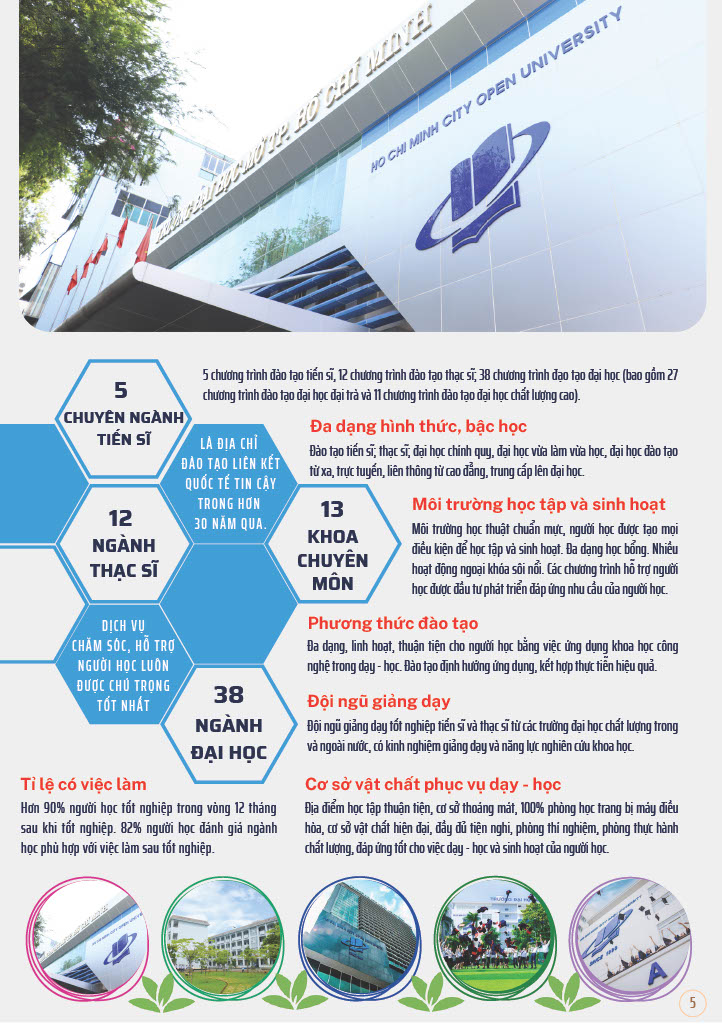 TRƯỜNG ĐẠI HỌC MỞ TP. HỒ CHÍ MINH
HO CHI MINH CITY OPEN UNIVERSITY
5 chương trình đào tạo tiến sĩ, 12 chương trình đào tạo thạc sĩ; 38 chương trình đạo tạo đại học (bao gồm 27
chương trình đào tạo đại học đại trà và 11 chương trình đào tạo đại học chất lượng cao).
5
CHUYÊN NGÀNH
TIẾN SĨ
LÀ ĐỊA CHỈ
ĐÀO TẠO LIÊN KẾT
QUỐC TẾ TIN CẬY
TRONG HƠN
30 NĂM QUA.
12
NGÀNH
THẠC SĨ
13
KHOA
CHUYÊN
MÔN
DỊCH VỤ
CHĂM SÓC, HỖ TRỢ
NGƯỜI HỌC LUÔN
ĐƯỢC CHÚ TRỌNG
TỐT NHẤT
38
NGÀNH
ĐẠI HỌC
Đa dạng hình thức, bậc học
Đào tạo tiến sĩ; thạc sĩ; đại học chính quy, đại học vừa làm vừa học, đại học đào tạo
từ xa, trực tuyến, liên thông từ cao đẳng, trung cấp lên đại học.
Môi trường học tập và sinh hoạt
Môi trường học thuật chuẩn mực, người học được tạo mọi
điều kiện để học tập và sinh hoạt. Đa dạng học bổng. Nhiều
hoạt động ngoại khóa sôi nổi. Các chương trình hỗ trợ người
học được đầu tư phát triển đáp ứng nhu cầu của người học.
Phương thức đào tạo
Đa dạng, linh hoạt, thuận tiện cho người học bằng việc ứng dụng khoa học công
nghệ trong dạy - học. Đào tạo định hướng ứng dụng, kết hợp thực tiễn hiệu quả.
Đội ngũ giảng dạy
Đội ngũ giảng dạy tốt nghiệp tiến sĩ và thạc sĩ từ các trường đại học chất lượng trong
và ngoài nước, có kinh nghiệm giảng dạy và năng lực nghiên cứu khoa học.
Tỉ lệ có việc làm
Hơn 90% người học tốt nghiệp trong vòng 12 tháng
sau khi tốt nghiệp. 82% người học đánh giá ngành
học phù hợp với việc làm sau tốt nghiệp.
Cơ sở vật chất phục vụ dạy - học
Địa điểm học tập thuận tiện, cơ sở thoáng mát, 100% phòng học trang bị máy điều
hòa, cơ sở vật chất hiện đại, đầy đủ tiện nghi, phòng thí nghiệm, phòng thực hành
chất lượng, đáp ứng tốt cho việc dạy - học và sinh hoạt của người học.
HO CHI MINH CITY OPEN UNIVERSITY
TRƯỜNG ĐẠI HỌ
SINCE 1990
A
5